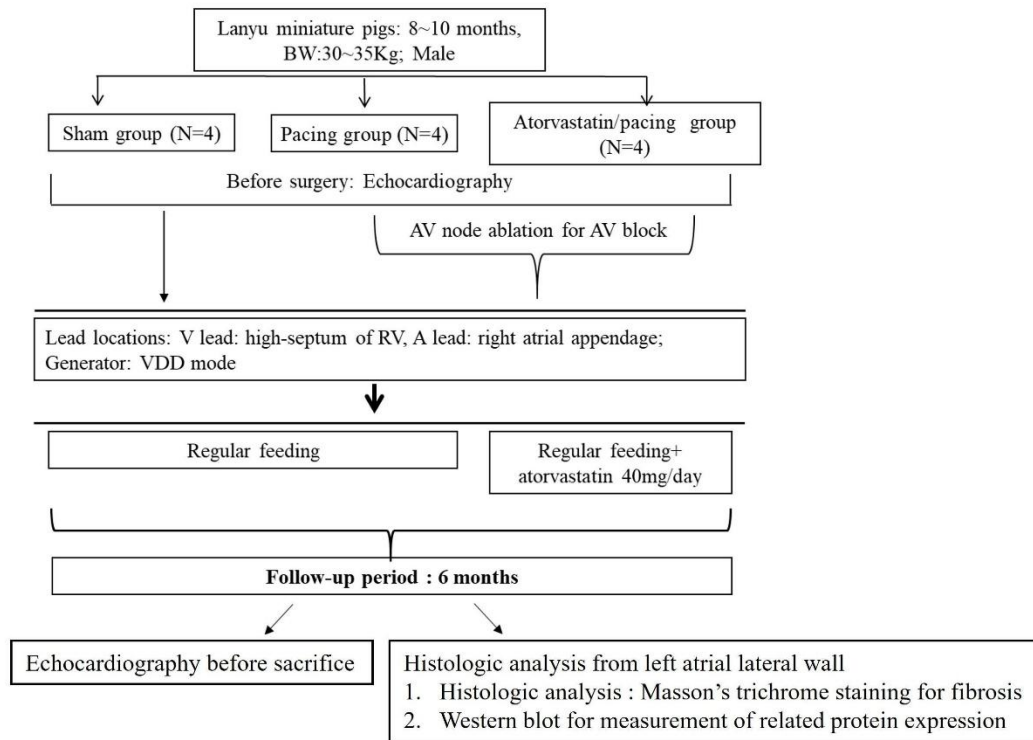 Lanyu miniature pigs: 8~10 months,
BW:30~35Kg; Male
Sham group (N=4)
Pacing group (N=4)
Atorvastatin/pacing group
(N=4)
Before surgery: Echocardiography
AV node ablation for AV block
Lead locations: V lead: high-septum of RV, A lead: right atrial appendage;
Generator: VDD mode
Regular feeding
Regular feeding+
atorvastatin 40mg/day
Follow-up period : 6 months
Echocardiography before sacrifice
Histologic analysis from left atrial lateral wall
1. Histologic analysis : Masson's trichrome staining for fibrosis
2. Western blot for measurement of related protein expression